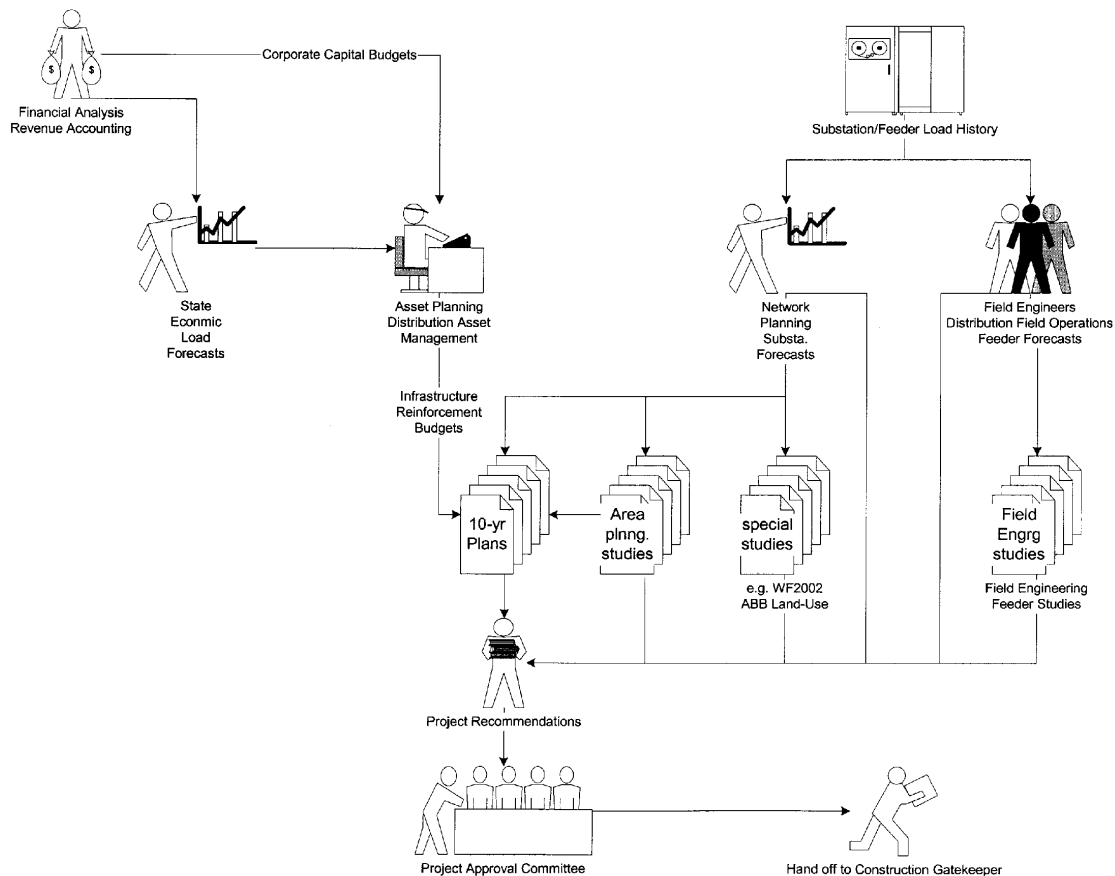 Corporate Capital Budgets
$ $
Financial Analysis
Revenue Accounting
Substation/Feeder Load History
State
Econmic
Load
Forecasts
Asset Planning
Distribution Asset
Management
Network
Planning
Substa.
Forecasts
Field Engineers
Distribution Field Operations
Feeder Forecasts
Infrastructure
Reinforcement
Budgets
10-yr
Plans
Area
plnng.
studies
special
studies
Field
Engrg
studies
e.g. WF2002
ABB Land-Use
Field Engineering
Feeder Studies
Project Recommendations
Project Approval Committee
Hand off to Construction Gatekeeper